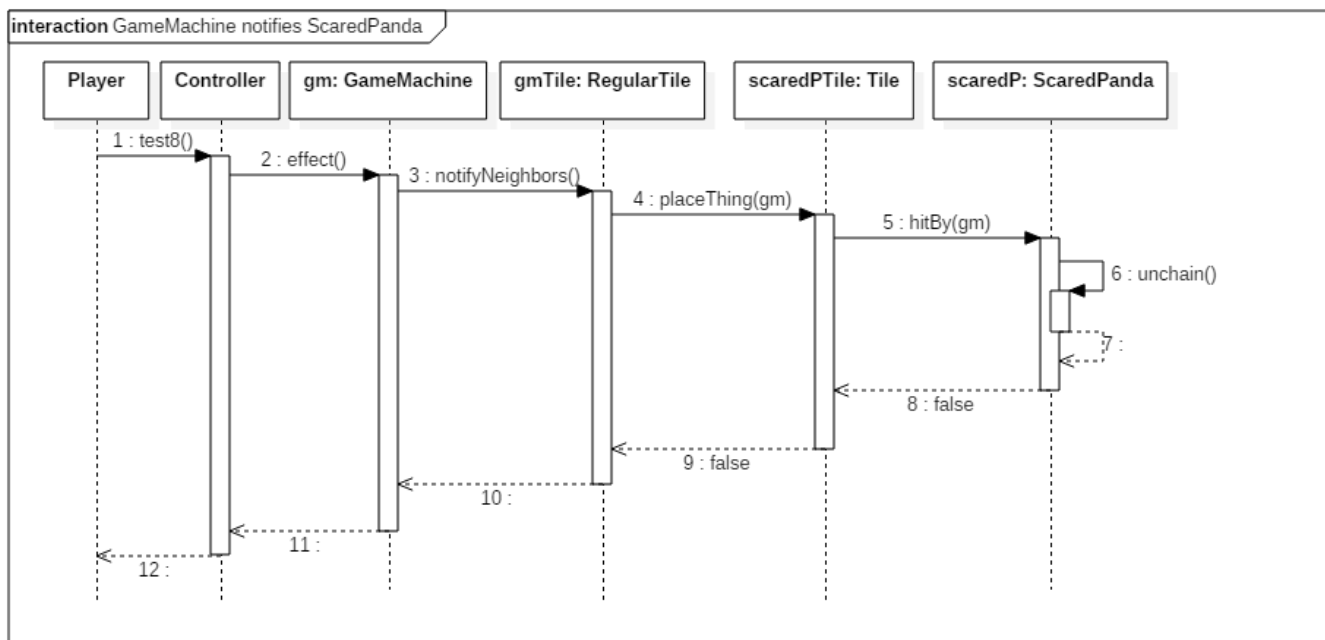 interaction GameMachine notifies ScaredPanda
Player
Controller
gm: GameMachine
gmTile: RegularTile
scaredPTile: Tile
scaredP: ScaredPanda
1 : test8()
2 : effect()
3 : notifyNeighbors()
4 : placeThing(gm)
5 : hitBy(gm)
6 : unchain()
7 :
8 : false
9 : false
10 :
11 :
12 :